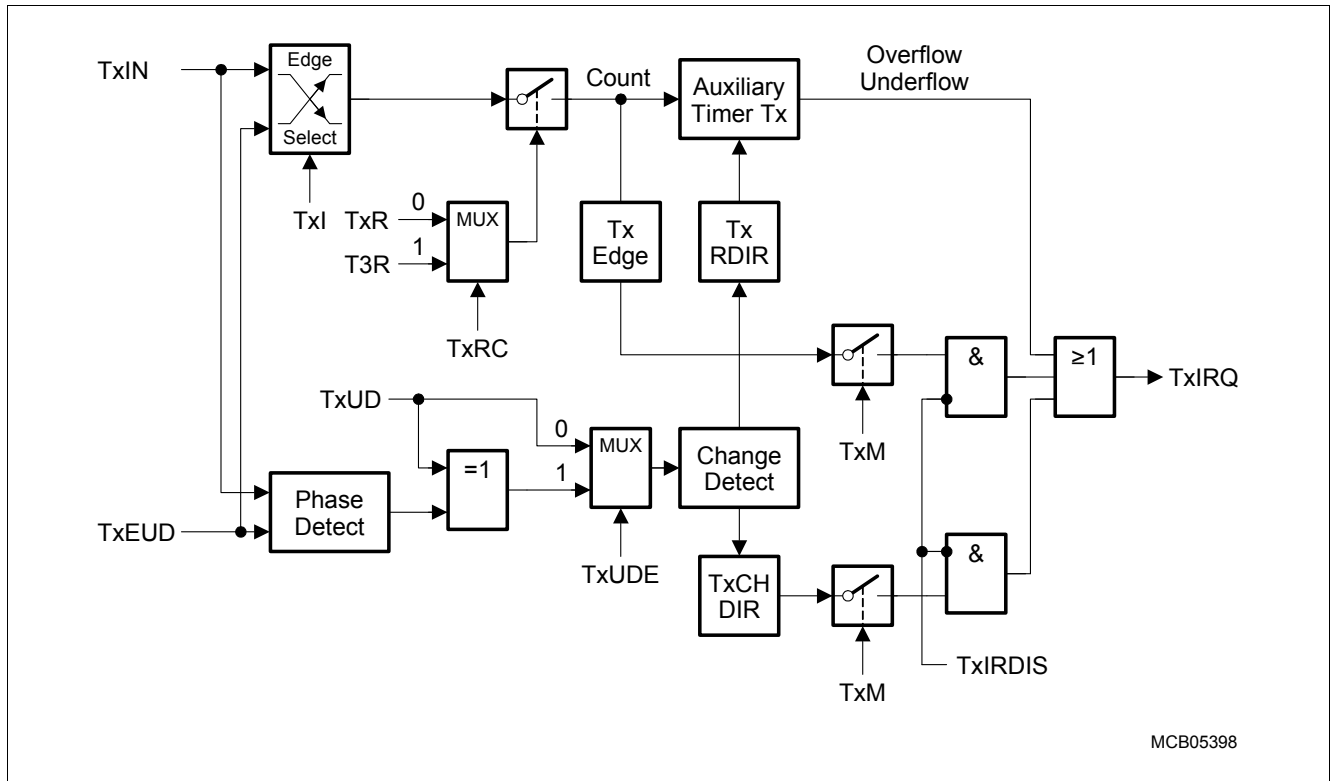 TxIN
Edge
Select
TxI
Count
Auxiliary
Timer Tx
Overflow
Underflow
TxR
0
T3R
1
MUX
TxRC
Tx
Edge
Tx
RDIR
TxM
&
≥1
TxIRQ
TxUD
0
1
=1
MUX
TxUDE
Change
Detect
Phase
Detect
TxEUD
TxCH
DIR
TxM
&
TxIRDIS
MCB05398